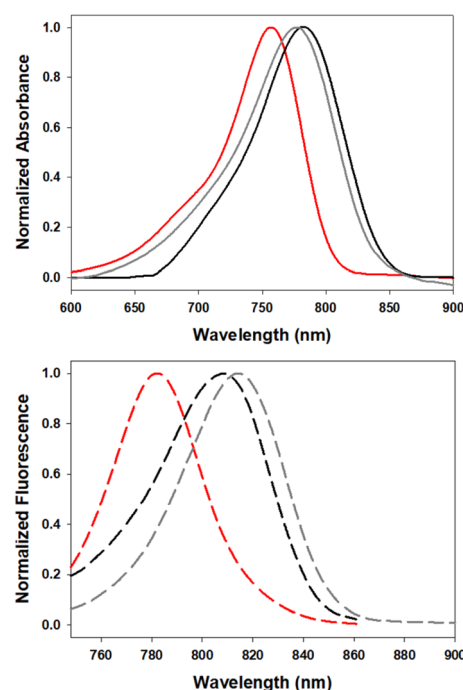 Normalized Absorbance
1.0
0.8
0.6
0.4
0.2
0.0
600 650 700 750 800 850 900
Wavelength (nm)
Normalized Fluorescence
1.0
0.8
0.6
0.4
0.2
0.0
760 780 800 820 840 860 880 900
Wavelength (nm)